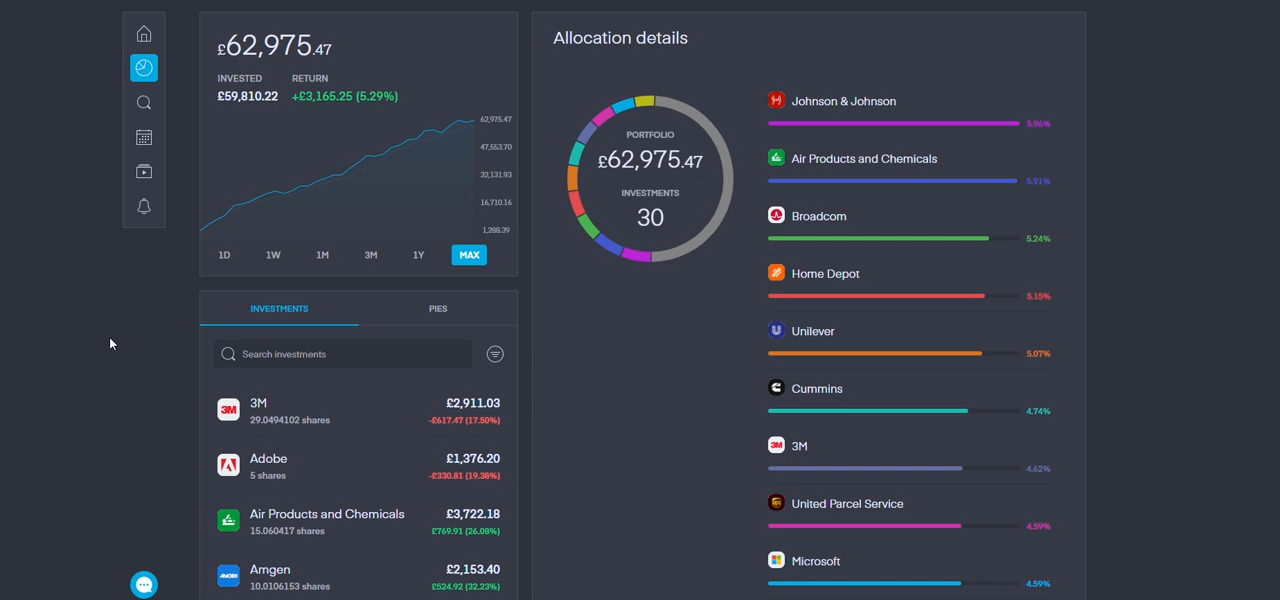 £62,975.47
INVESTED RETURN
£59,810.22 +£3,165.25 (5.29%)
62,975.47
47,553.70
32,131.93
16,710.16
1,288.39
1D 1W 1M 3M 1Y MAX
INVESTMENTS PIES
Search investments
3M
3M £2,911.03
29.0494102 shares -£617.47 (17.50%)
Adobe £1,376.20
5 shares -£330.81 (19.38%)
Air Products and Chemicals £3,722.18
15.060417 shares £769.91 (26.08%)
AMGEN
Amgen £2,153.40
10.0106153 shares £524.92 (32.23%)
Allocation details
PORTFOLIO
£62,975.47
INVESTMENTS
30
Johnson & Johnson
5.96%
Air Products and Chemicals
5.91%
Broadcom
5.24%
Home Depot
5.15%
Unilever
5.07%
Cummins
4.74%
3M
3M
4.62%
ups
United Parcel Service
4.59%
Microsoft
4.59%